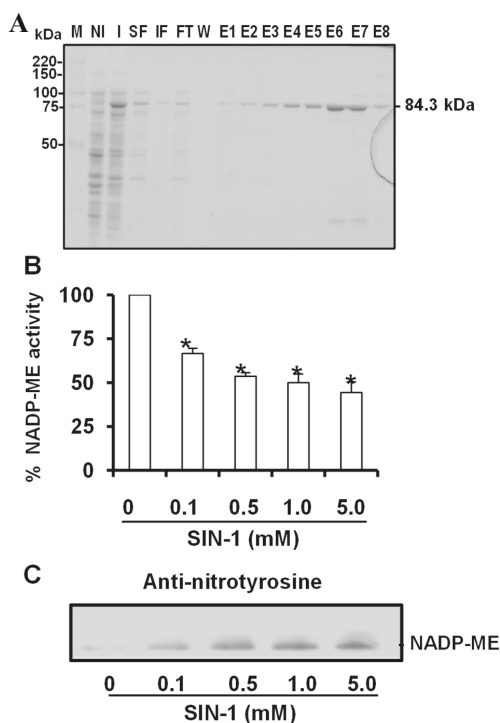 A
kDa M NI I SF IF FT W E1 E2 E3 E4 E5 E6 E7 E8
220-
150-
100-
75-
50-
84.3 kDa
B
% NADP-ME activity
100
75
50
25
0
* * * *
0 0.1 0.5 1.0 5.0
SIN-1 (mM)
C
Anti-nitrotyrosine
NADP-ME
0 0.1 0.5 1.0 5.0
SIN-1 (mM)